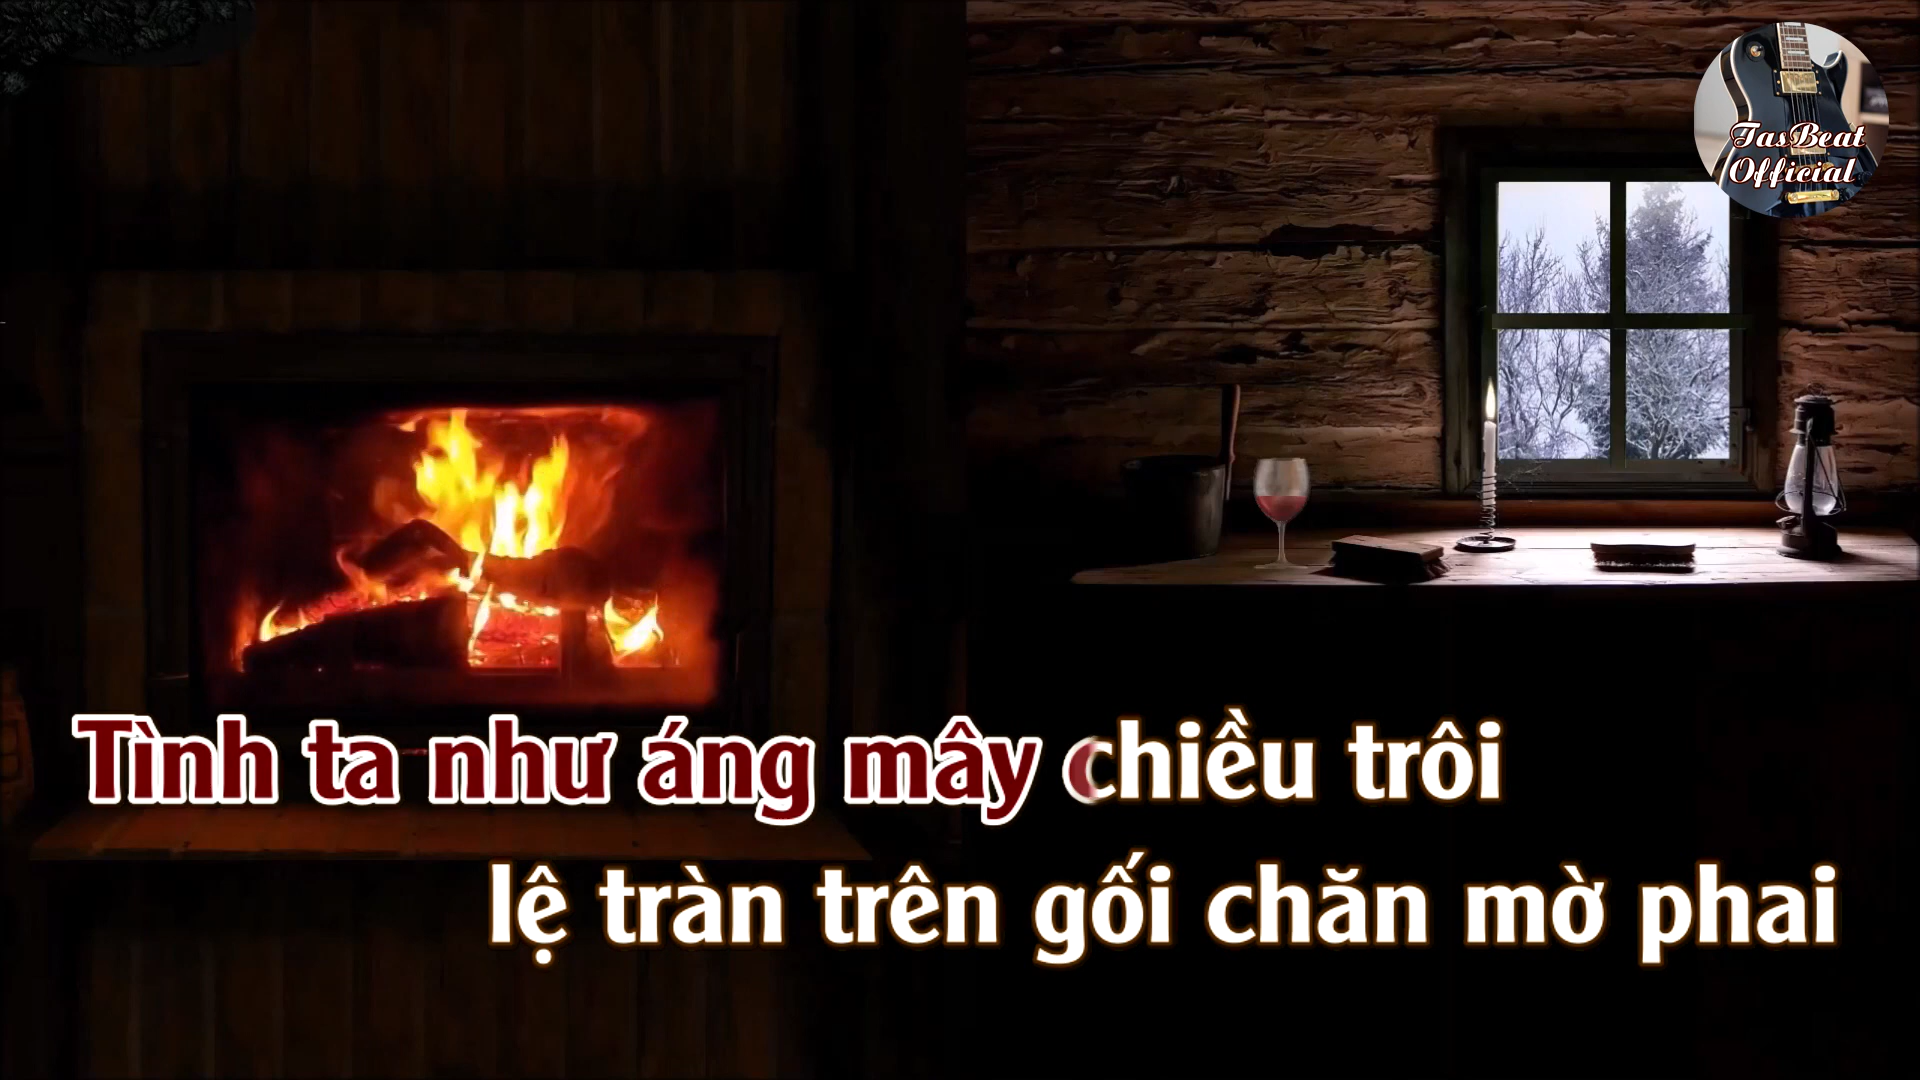 TasBeat
Official
Tình ta như áng mây chiều trôi
lệ tràn trên gối chăn mờ phai